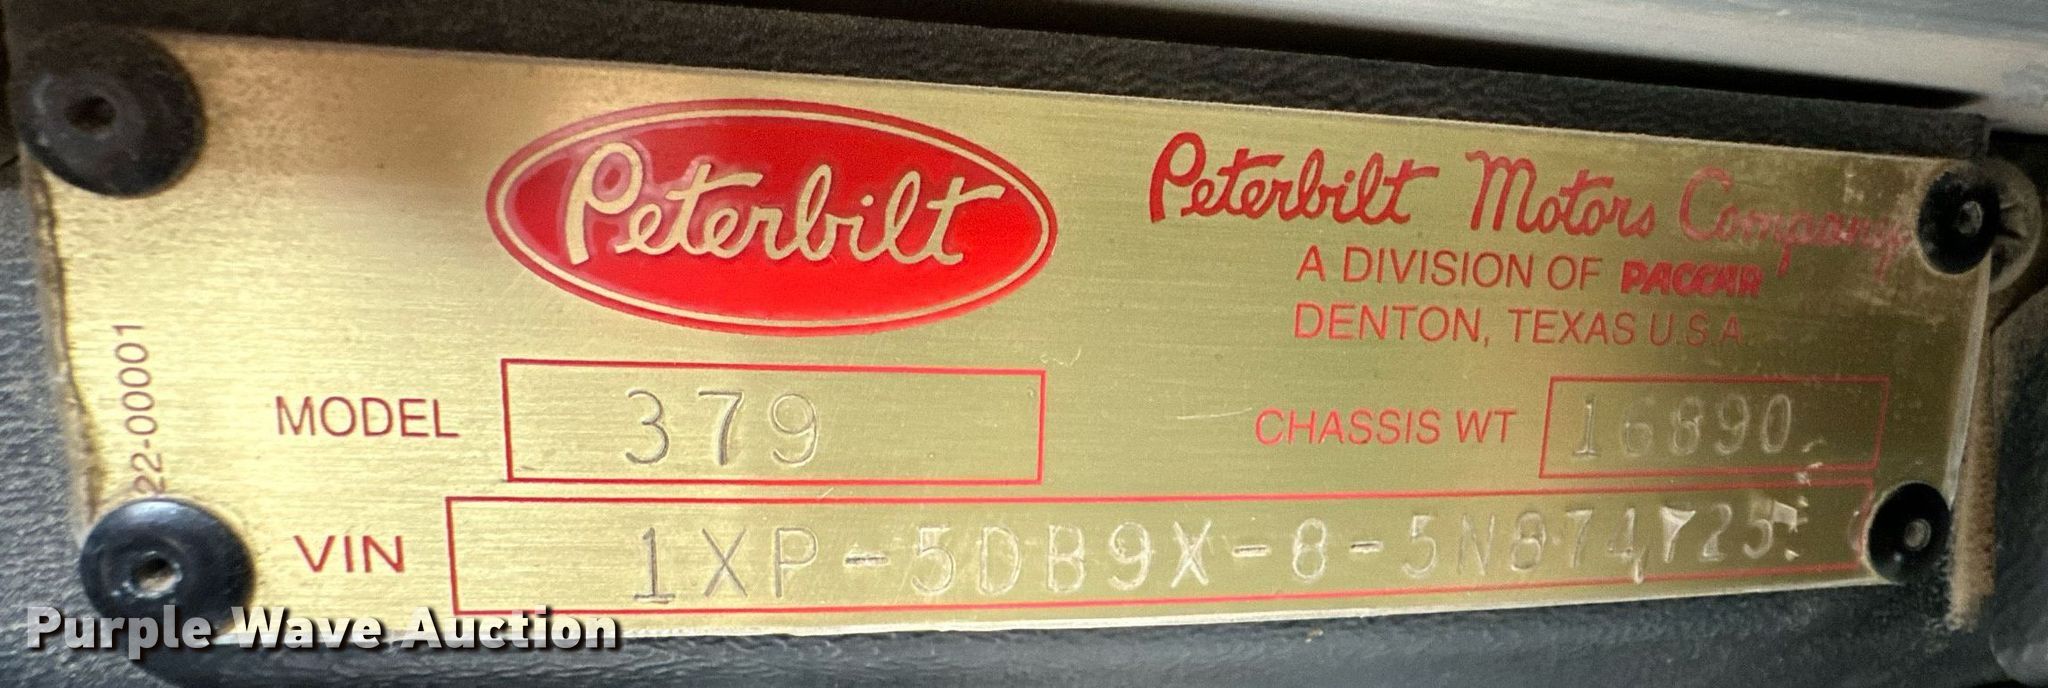 Peterbilt
Peterbilt Motors Company
A DIVISION OF PACCAR
DENTON, TEXAS U.S.A.
22-00001
MODEL 379
CHASSIS WT 16890
VIN 1XP-5DB9X-8-5N874725
Purple Wave Auction